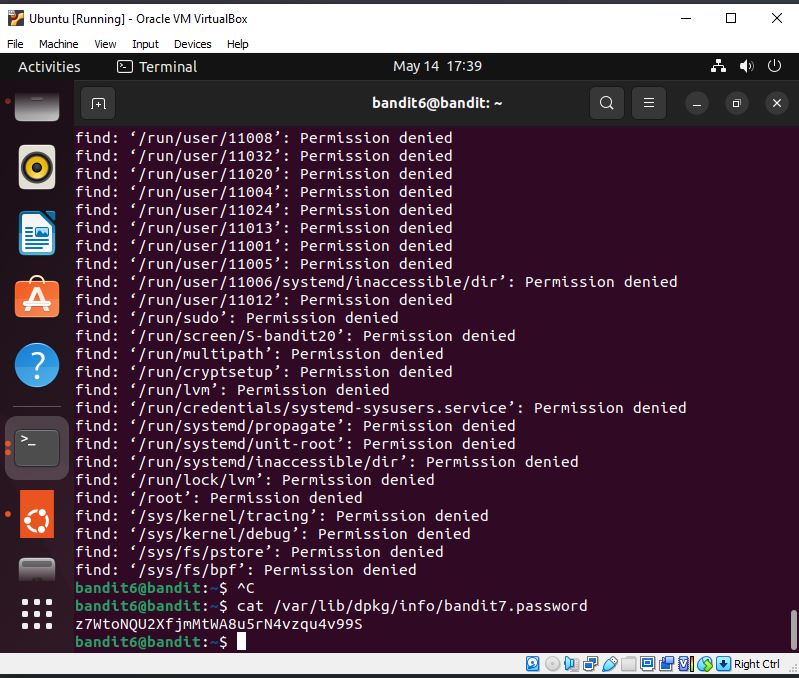 Ubuntu [Running] - Oracle VM VirtualBox
File Machine View Input Devices Help
Activities Terminal May 14 17:39
bandit6@bandit: ~
find: ‘/run/user/11008’: Permission denied
find: ‘/run/user/11032’: Permission denied
find: ‘/run/user/11020’: Permission denied
find: ‘/run/user/11004’: Permission denied
find: ‘/run/user/11024’: Permission denied
find: ‘/run/user/11013’: Permission denied
find: ‘/run/user/11001’: Permission denied
find: ‘/run/user/11005’: Permission denied
find: ‘/run/user/11006/systemd/inaccessible/dir’: Permission denied
find: ‘/run/user/11012’: Permission denied
find: ‘/run/sudo’: Permission denied
find: ‘/run/screen/S-bandit20’: Permission denied
find: ‘/run/multipath’: Permission denied
find: ‘/run/cryptsetup’: Permission denied
find: ‘/run/lvm’: Permission denied
find: ‘/run/credentials/systemd-sysusers.service’: Permission denied
find: ‘/run/systemd/propagate’: Permission denied
find: ‘/run/systemd/unit-root’: Permission denied
find: ‘/run/systemd/inaccessible/dir’: Permission denied
find: ‘/run/lock/lvm’: Permission denied
find: ‘/root’: Permission denied
find: ‘/sys/kernel/tracing’: Permission denied
find: ‘/sys/kernel/debug’: Permission denied
find: ‘/sys/fs/pstore’: Permission denied
find: ‘/sys/fs/bpf’: Permission denied
bandit6@bandit:~$ ^C
bandit6@bandit:~$ cat /var/lib/dpkg/info/bandit7.password
z7WtoNQU2XfjmMtWA8u5rN4vzqu4v99S
bandit6@bandit:~$
Right Ctrl